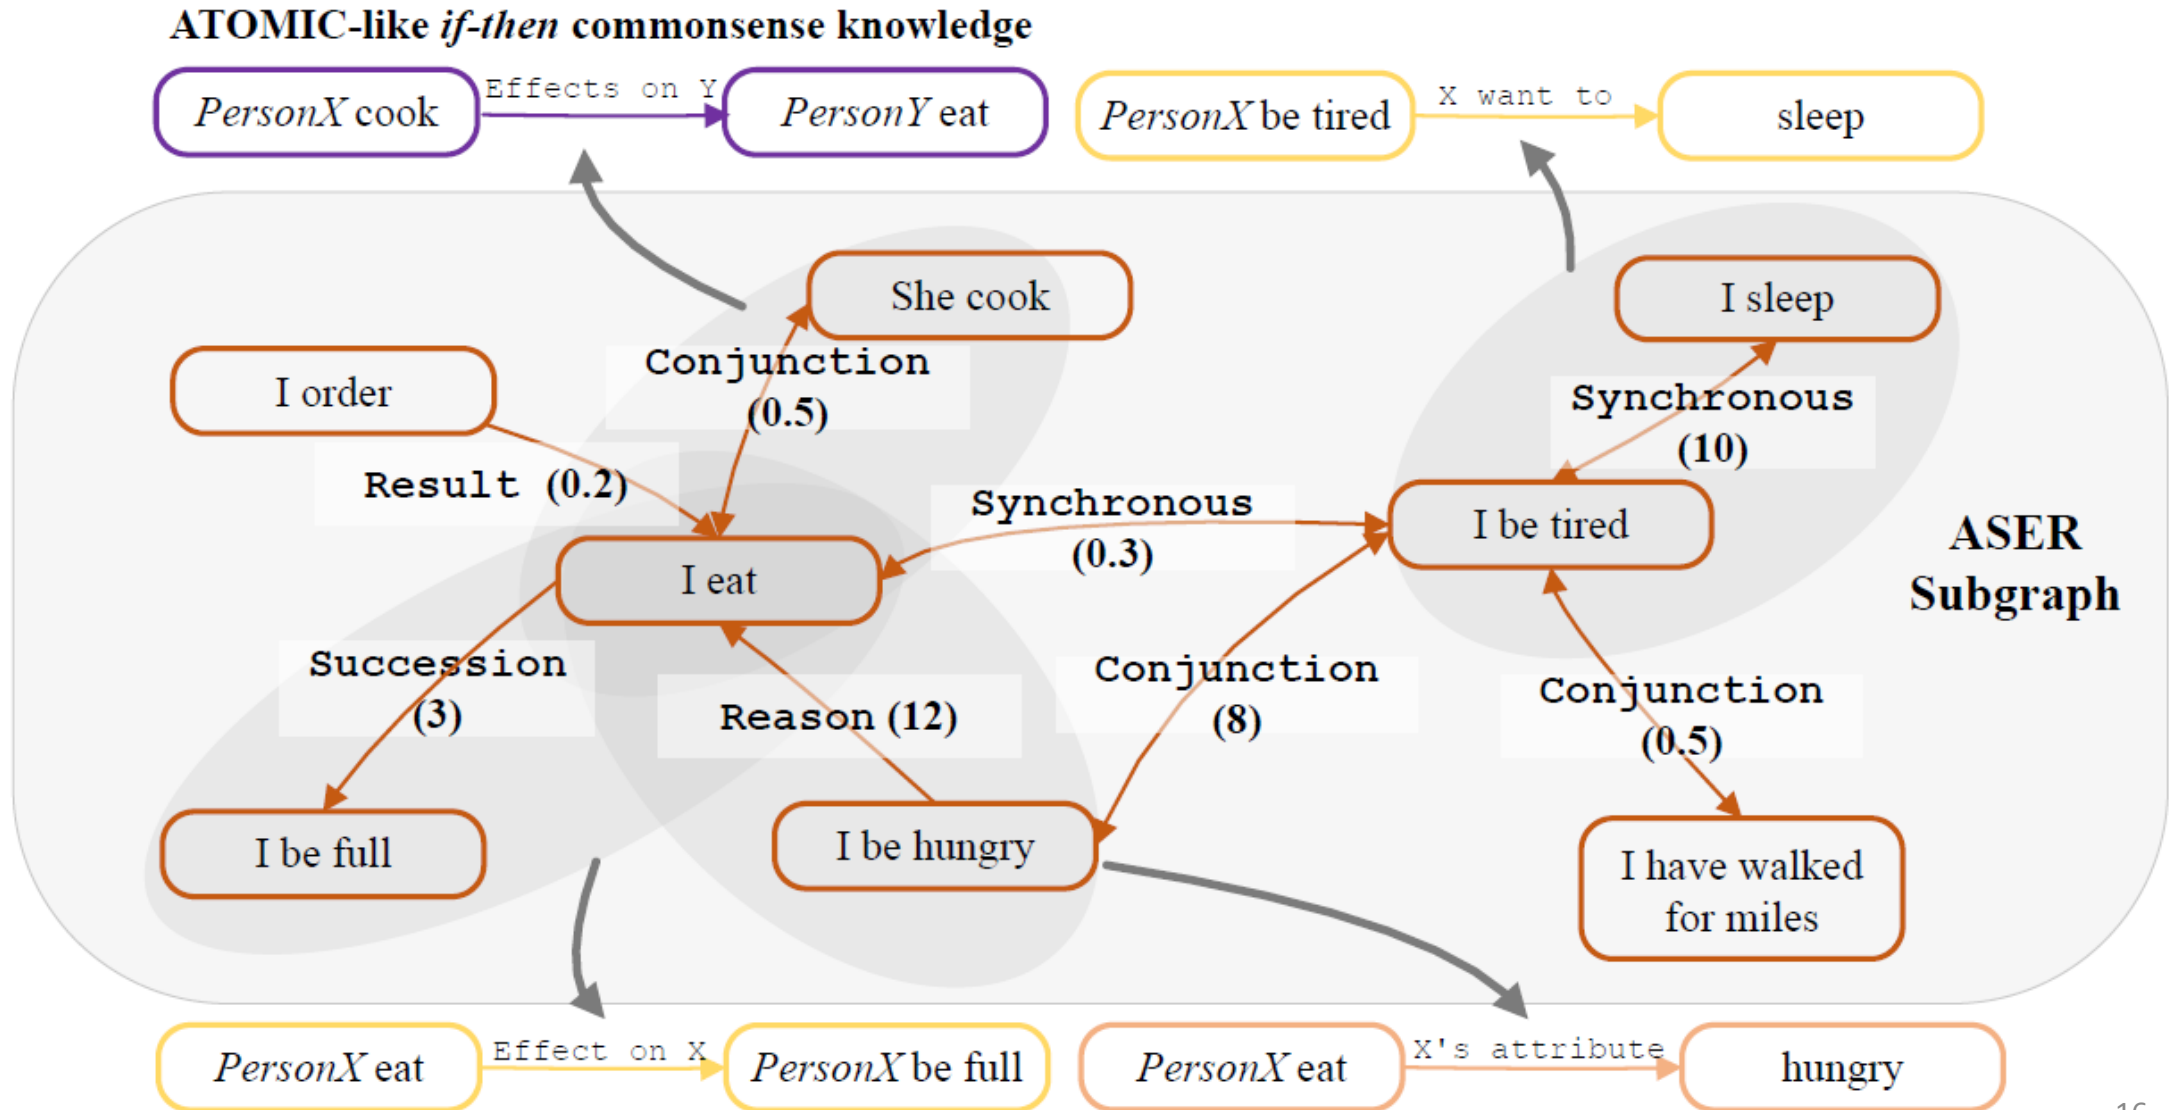 ATOMIC-like if-then commonsense knowledge
PersonX cook
Effects on Y
PersonY eat
PersonX be tired
X want to
sleep
She cook
I sleep
I order
Conjunction
(0.5)
Synchronous
(10)
Result (0.2)
Synchronous
(0.3)
I be tired
ASER
Subgraph
I eat
Succession
(3)
Reason (12)
Conjunction
(8)
Conjunction
(0.5)
I be full
I be hungry
I have walked
for miles
PersonX eat
Effect on X
PersonX be full
PersonX eat
X's attribute
hungry